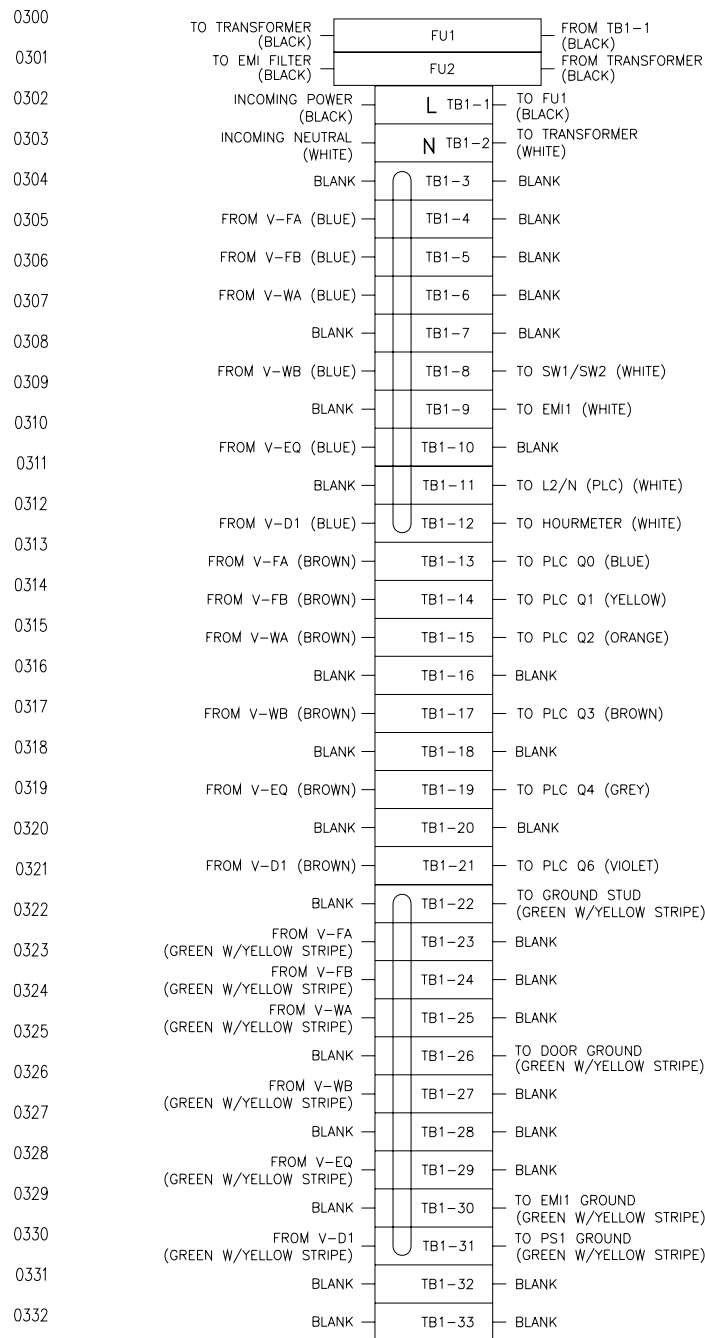 0300
TO TRANSFORMER
(BLACK)
FU1
FROM TB1-1
(BLACK)
0301
TO EMI FILTER
(BLACK)
FU2
FROM TRANSFORMER
(BLACK)
0302
INCOMING POWER
(BLACK)
L TB1-1
TO FU1
(BLACK)
0303
INCOMING NEUTRAL
(WHITE)
N TB1-2
TO TRANSFORMER
(WHITE)
0304
BLANK TB1-3 BLANK
0305
FROM V-FA (BLUE) TB1-4 BLANK
0306
FROM V-FB (BLUE) TB1-5 BLANK
0307
FROM V-WA (BLUE) TB1-6 BLANK
0308
BLANK TB1-7 BLANK
0309
FROM V-WB (BLUE) TB1-8 TO SW1/SW2 (WHITE)
0310
BLANK TB1-9 TO EMI1 (WHITE)
0311
FROM V-EQ (BLUE) TB1-10 BLANK
0312
BLANK TB1-11 TO L2/N (PLC) (WHITE)
0313
FROM V-D1 (BLUE) TB1-12 TO HOURMETER (WHITE)
0314
FROM V-FA (BROWN) TB1-13 TO PLC Q0 (BLUE)
0315
FROM V-FB (BROWN) TB1-14 TO PLC Q1 (YELLOW)
FROM V-WA (BROWN) TB1-15 TO PLC Q2 (ORANGE)
0316
BLANK TB1-16 BLANK
0317
FROM V-WB (BROWN) TB1-17 TO PLC Q3 (BROWN)
0318
BLANK TB1-18 BLANK
0319
FROM V-EQ (BROWN) TB1-19 TO PLC Q4 (GREY)
0320
BLANK TB1-20 BLANK
0321
FROM V-D1 (BROWN) TB1-21 TO PLC Q6 (VIOLET)
0322
BLANK TB1-22
TO GROUND STUD
(GREEN W/YELLOW STRIPE)
0323
FROM V-FA
(GREEN W/YELLOW STRIPE)
TB1-23 BLANK
0324
FROM V-FB
(GREEN W/YELLOW STRIPE)
TB1-24 BLANK
0325
FROM V-WA
(GREEN W/YELLOW STRIPE)
TB1-25 BLANK
0326
BLANK TB1-26
TO DOOR GROUND
(GREEN W/YELLOW STRIPE)
0327
FROM V-WB
(GREEN W/YELLOW STRIPE)
TB1-27 BLANK
0328
BLANK TB1-28 BLANK
FROM V-EQ
(GREEN W/YELLOW STRIPE)
TB1-29 BLANK
0329
BLANK TB1-30
TO EMI1 GROUND
(GREEN W/YELLOW STRIPE)
0330
FROM V-D1
(GREEN W/YELLOW STRIPE)
TB1-31
TO PS1 GROUND
(GREEN W/YELLOW STRIPE)
0331
BLANK TB1-32 BLANK
0332
BLANK TB1-33 BLANK